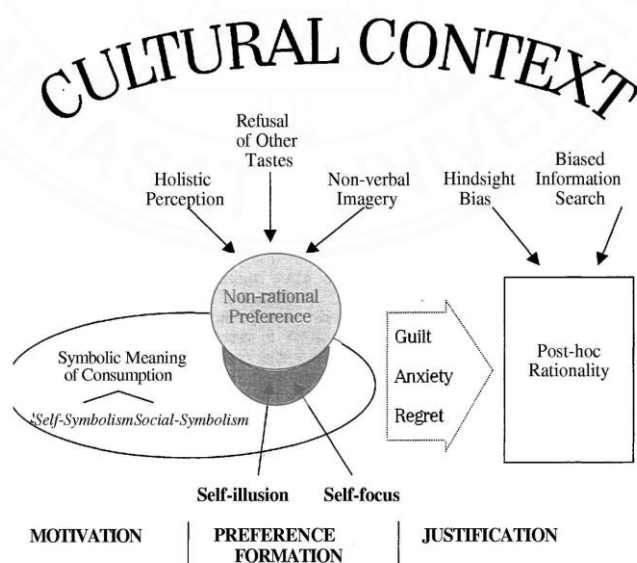 CULTURAL CONTEXT
Refusal
of Other
Tastes
Holistic
Perception
Non-verbal
Imagery
Hindsight
Bias
Biased
Information
Search
Non-rational
Preference
Symbolic Meaning
of Consumption
Self-SymbolismSocial-Symbolism
Guilt
Anxiety
Regret
Post-hoc
Rationality
Self-illusion
Self-focus
MOTIVATION
PREFERENCE
FORMATION
JUSTIFICATION